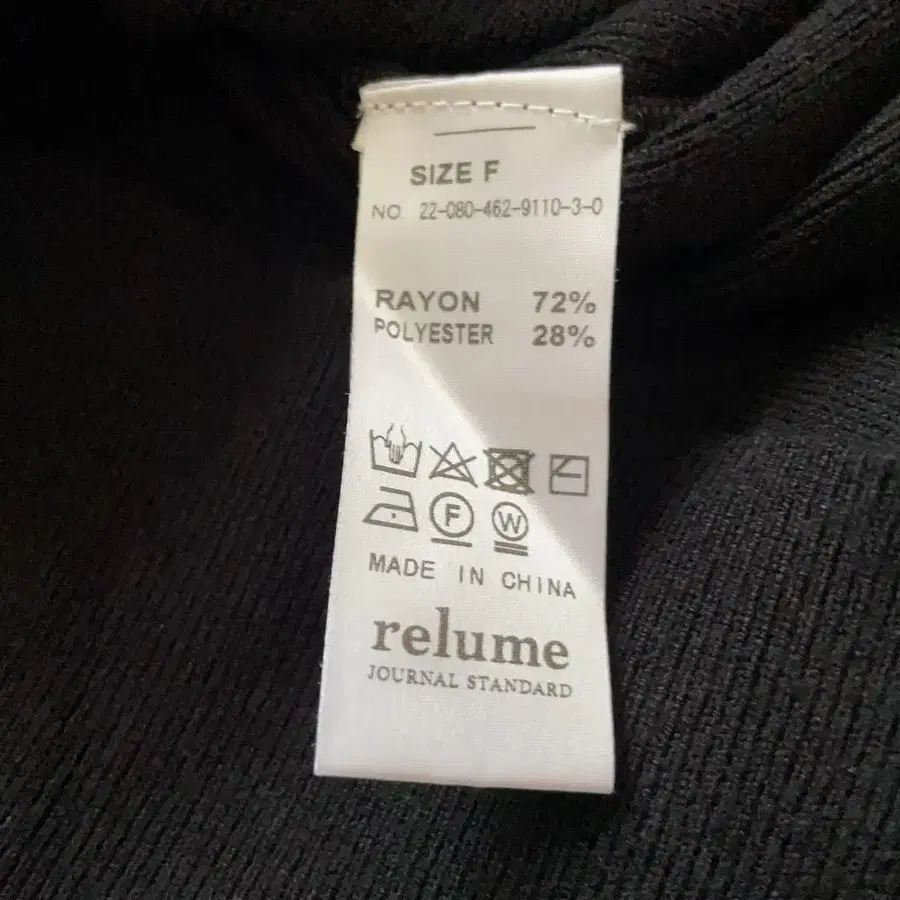 SIZE F
NO. 22-080-462-9110-3-0
RAYON 72%
POLYESTER 28%
F W
MADE IN CHINA
relume
JOURNAL STANDARD